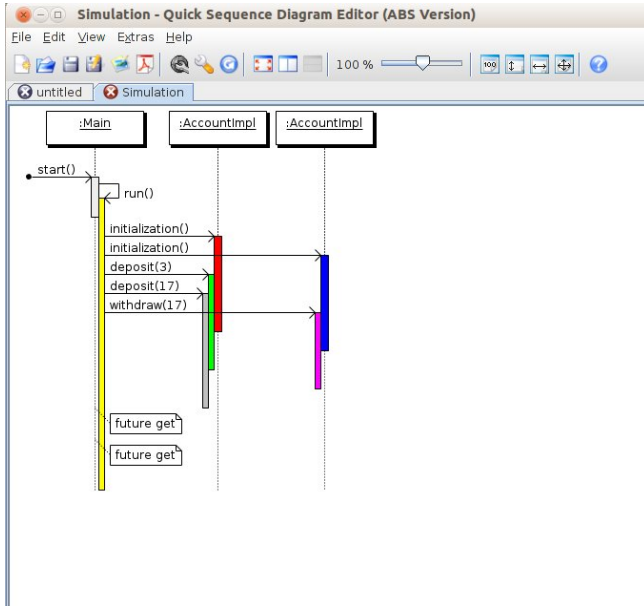 Simulation - Quick Sequence Diagram Editor (ABS Version)
File Edit View Extras Help
100 %
untitled Simulation
:Main :AccountImpl :AccountImpl
start()
run()
initialization()
initialization()
deposit(3)
deposit(17)
withdraw(17)
future get
future get